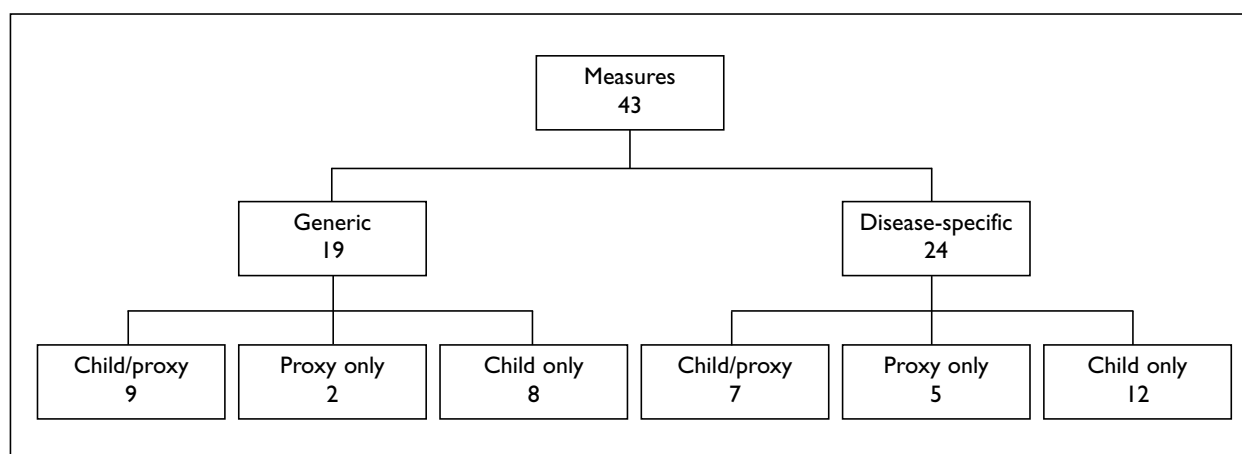 Measures
43
Generic
19
Disease-specific
24
Child/proxy
9
Proxy only
2
Child only
8
Child/proxy
7
Proxy only
5
Child only
12